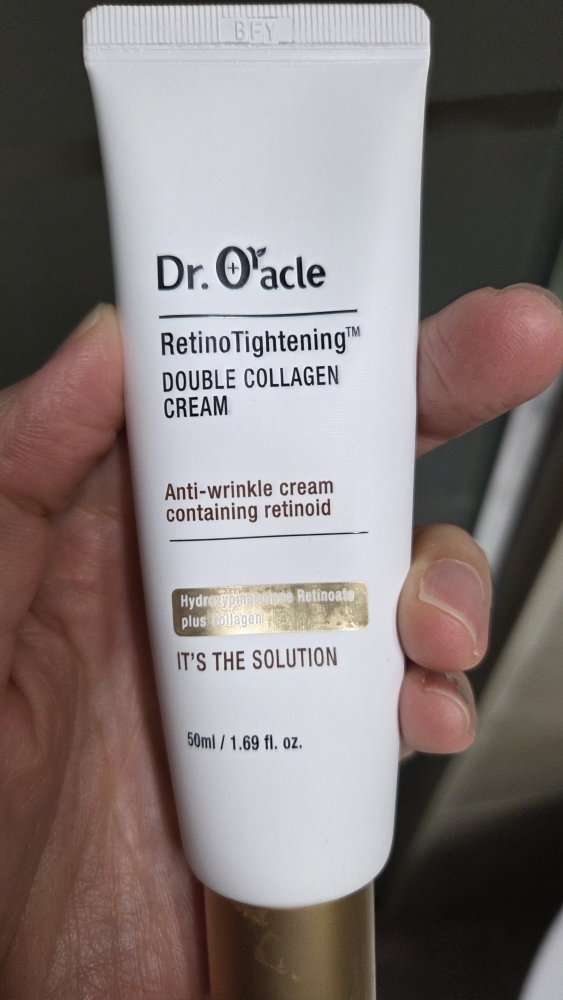 BFY
Dr. Oracle
RetinoTightening™
DOUBLE COLLAGEN
CREAM
Anti-wrinkle cream
containing retinoid
Retinoate
plus collagen
IT'S THE SOLUTION
50ml / 1.69 fl. oz.